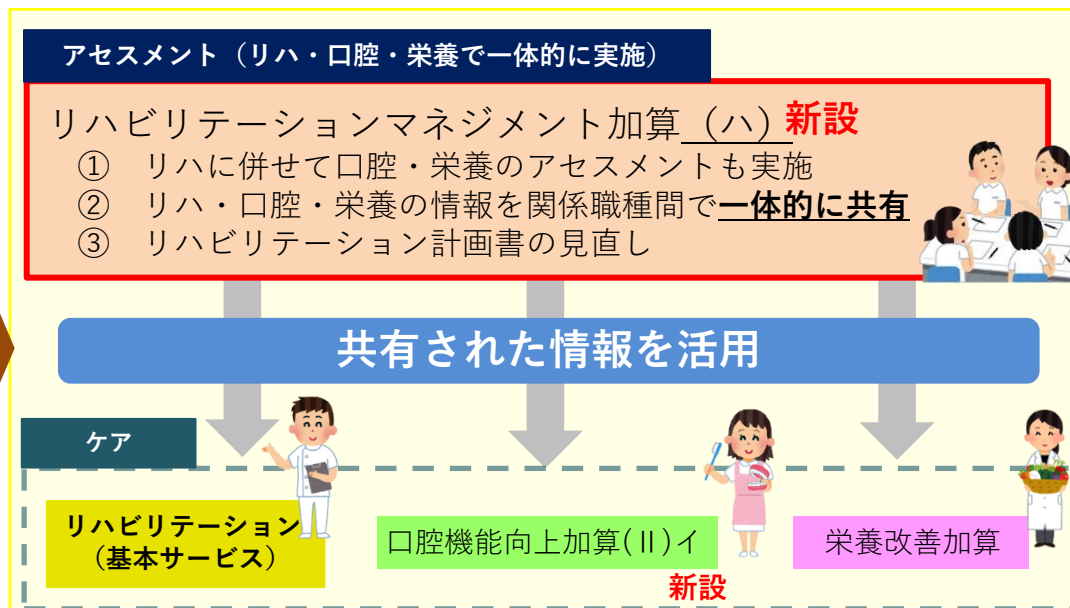 アセスメント（リハ・口腔・栄養で一体的に実施）
リハビリテーションマネジメント加算（ハ）新設
①　リハに併せて口腔・栄養のアセスメントも実施
②　リハ・口腔・栄養の情報を関係職種間で一体的に共有
③　リハビリテーション計画書の見直し
共有された情報を活用
ケア
リハビリテーション
（基本サービス）
口腔機能向上加算(Ⅱ)イ
新設
栄養改善加算